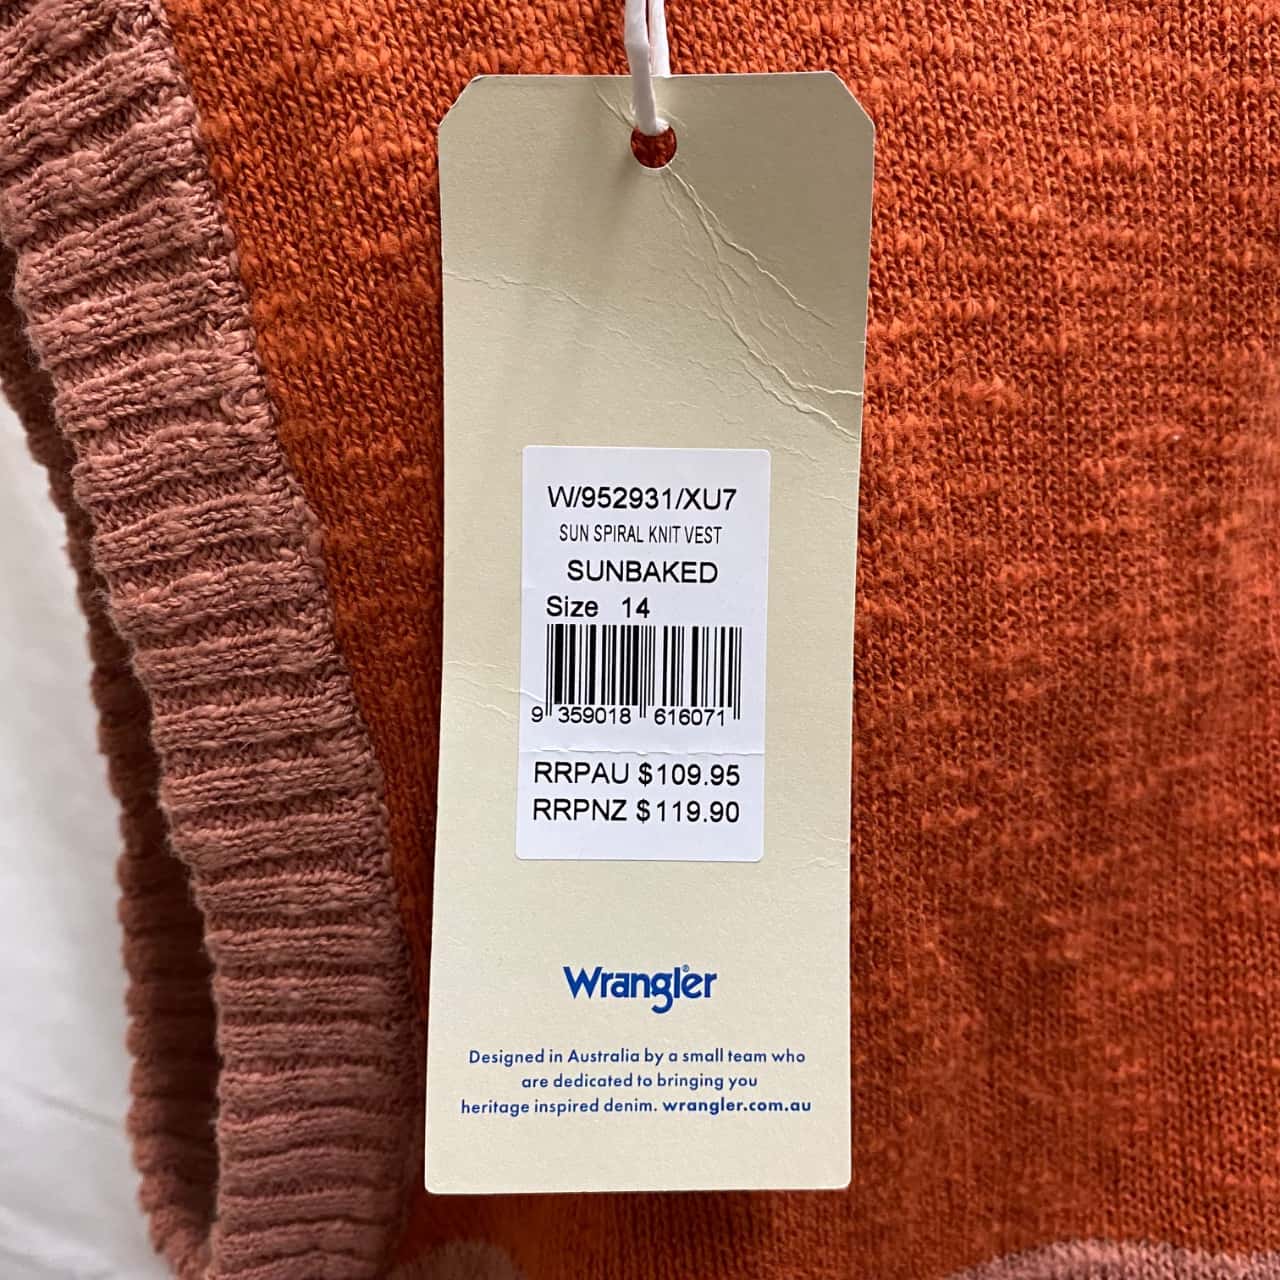 W/952931/XU7
SUN SPIRAL KNIT VEST
SUNBAKED
Size 14
9 359018 616071
RRPAU $109.95
RRPNZ $119.90
Wrangler®
Designed in Australia by a small team who
are dedicated to bringing you
heritage inspired denim. wrangler.com.au